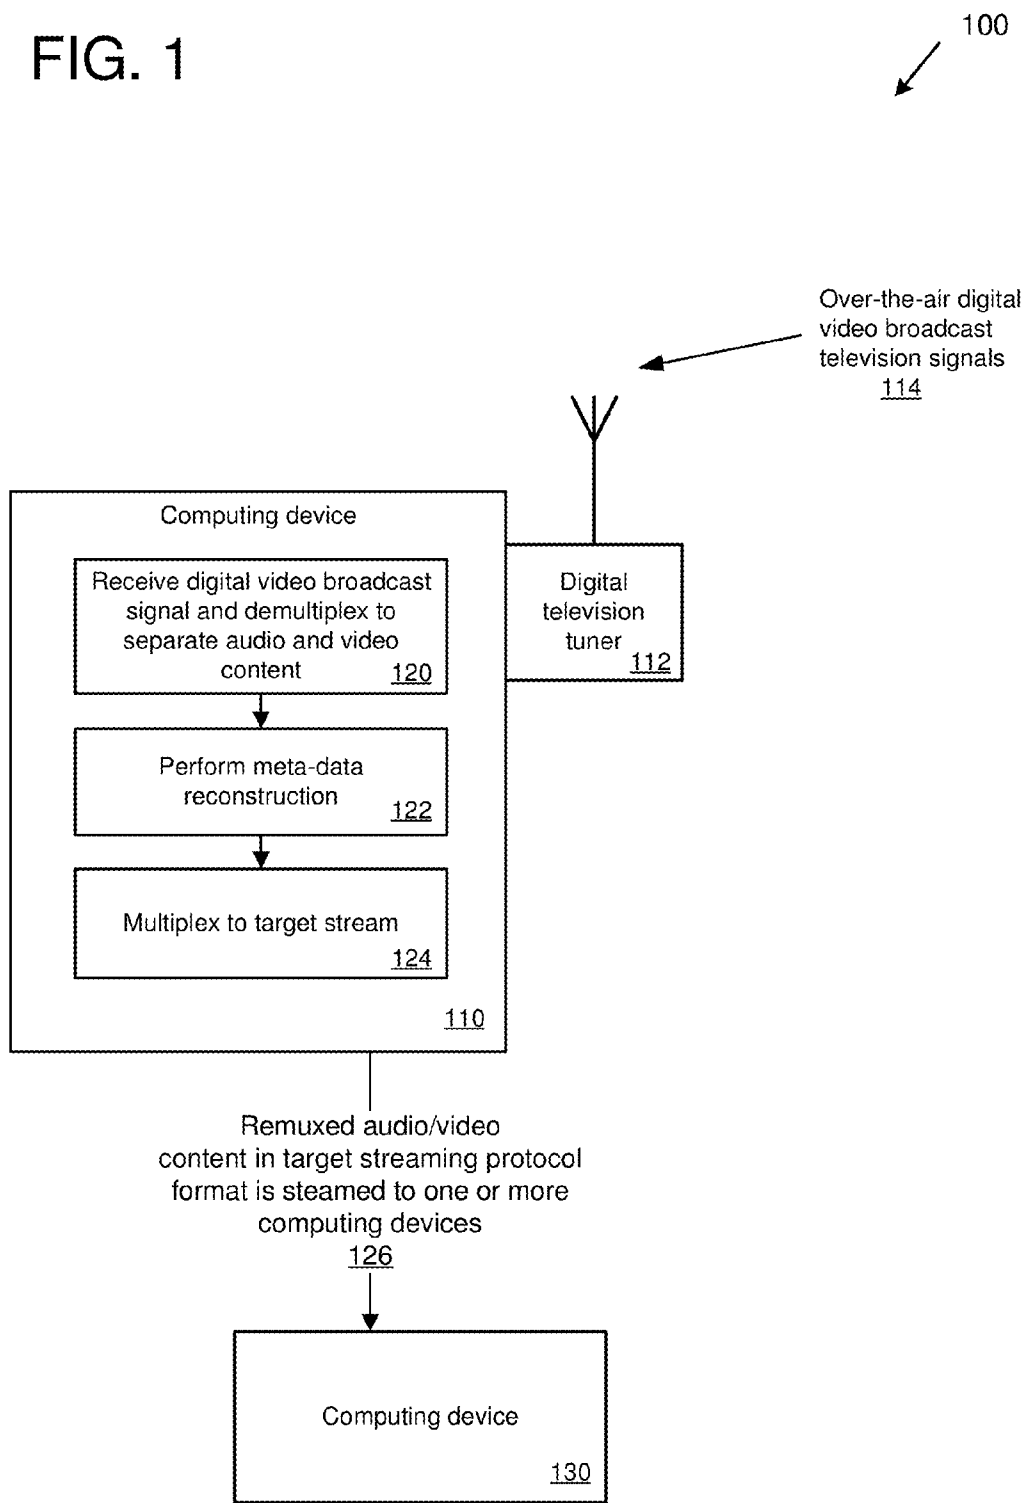 FIG. 1
100
Over-the-air digital
video broadcast
television signals
114
Computing device
Receive digital video broadcast
signal and demultiplex to
separate audio and video
content 120
Digital
television
tuner 112
Perform meta-data
reconstruction 122
Multiplex to target stream
124
110
Remuxed audio/video
content in target streaming protocol
format is steamed to one or more
computing devices
126
Computing device
130